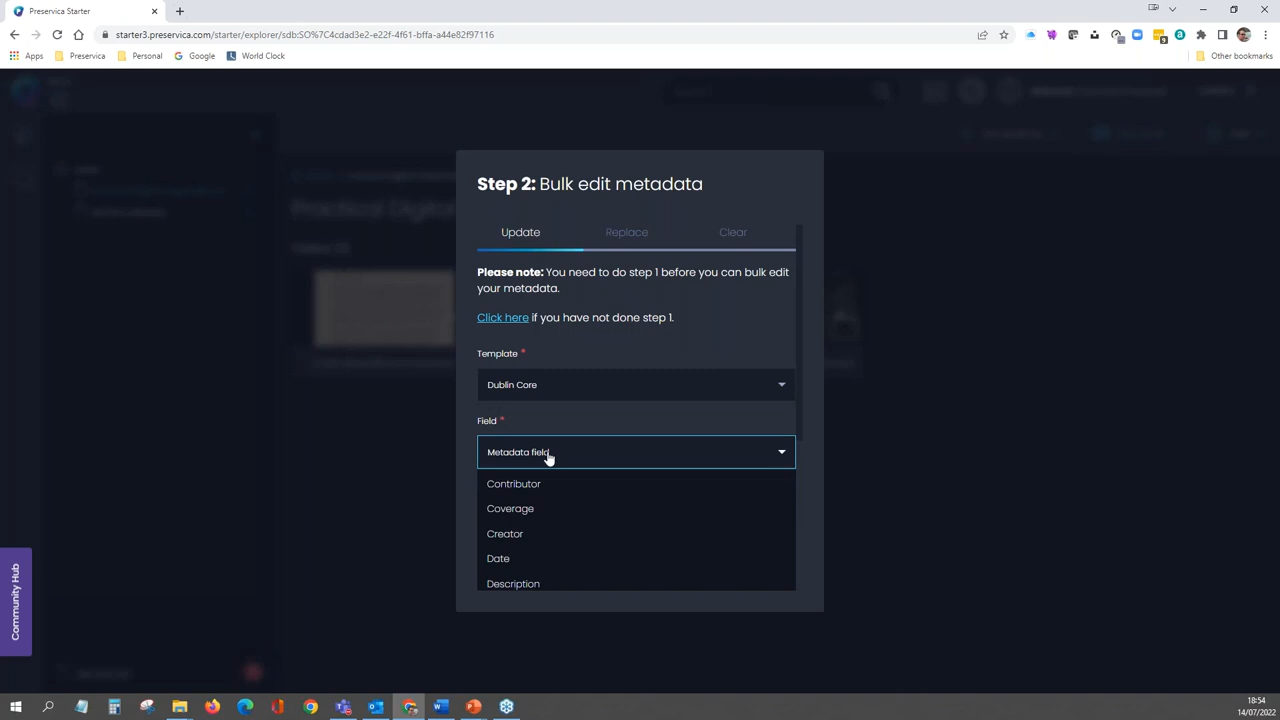 Preservica Starter
starter3.preservica.com/starter/explorer/sdb:SO%7C4cdad3e2-e22f-4f61-bffa-a44e82f97116
Apps
Preservica
Personal
Google
World Clock
Other bookmarks
Step 2: Bulk edit metadata
Update
Replace
Clear
Please note: You need to do step 1 before you can bulk edit
your metadata.
Click here if you have not done step 1.
Template *
Dublin Core
Field *
Metadata field
Contributor
Coverage
Creator
Date
Description
Community Hub
Practical Digital
18:54
14/07/2022